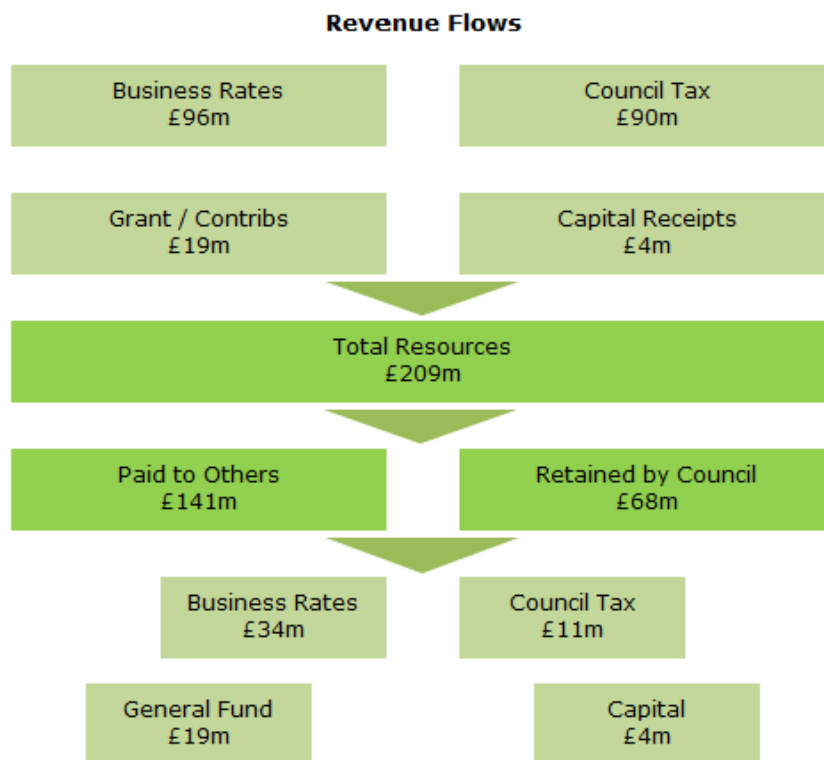 Revenue Flows
Business Rates
£96m
Council Tax
£90m
Grant / Contribs
£19m
Capital Receipts
£4m
Total Resources
£209m
Paid to Others
£141m
Retained by Council
£68m
Business Rates
£34m
Council Tax
£11m
General Fund
£19m
Capital
£4m